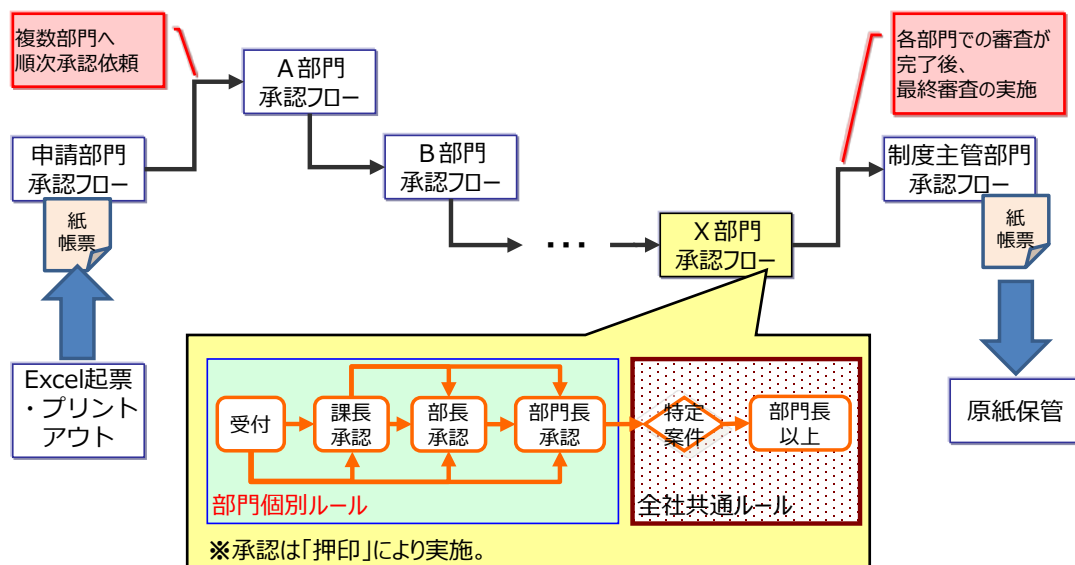 複数部門へ
順次承認依頼
A部門
承認フロー
各部門での審査が
完了後、
最終審査の実施
申請部門
承認フロー
B部門
承認フロー
制度主管部門
承認フロー
紙
帳票
・・・
X部門
承認フロー
紙
帳票
Excel起票
・プリント
アウト
原紙保管
受付
課長
承認
部長
承認
部門長
承認
特定
案件
部門長
以上
部門個別ルール
全社共通ルール
※承認は「押印」により実施。